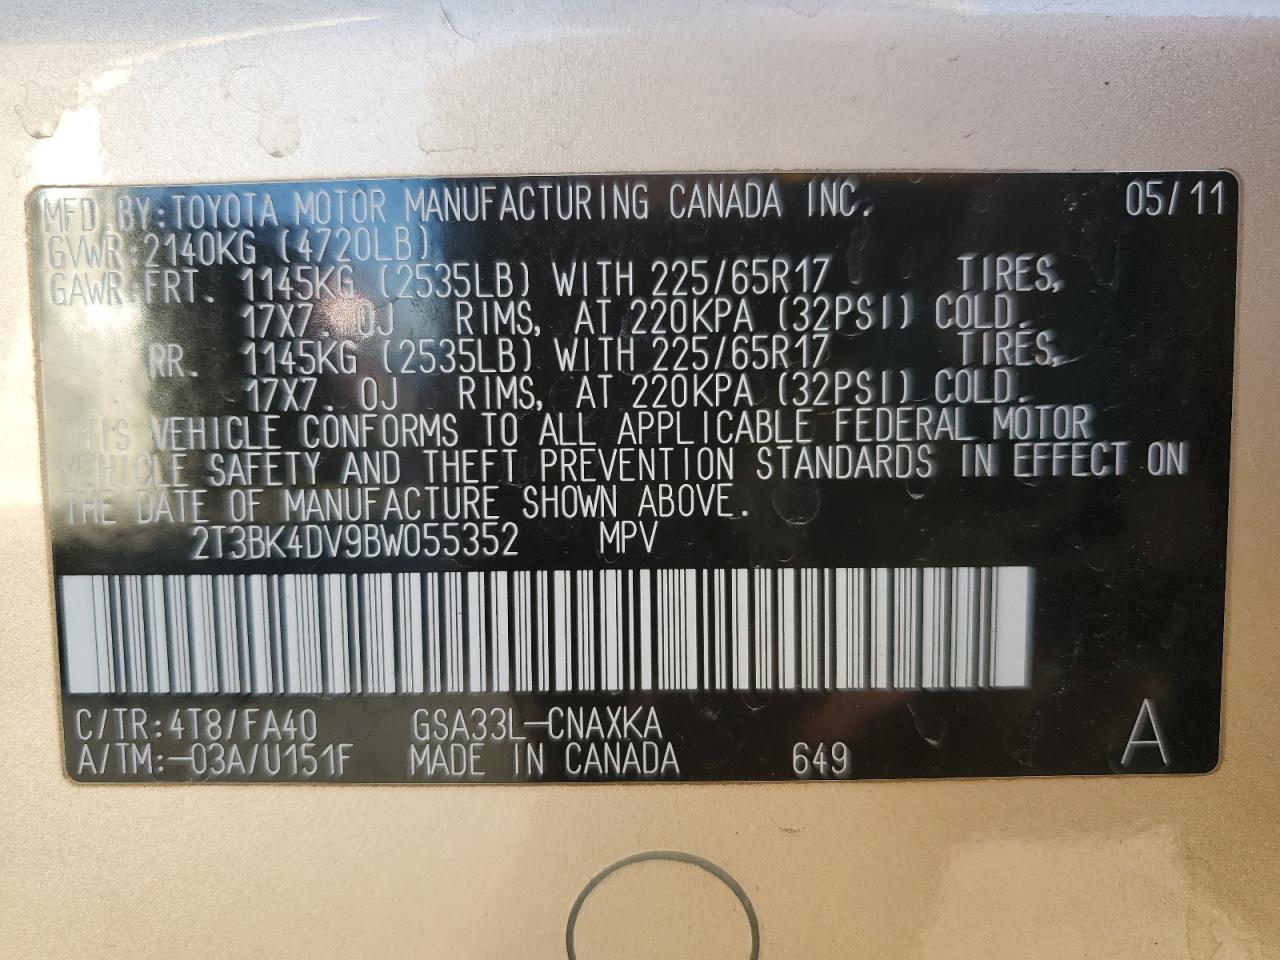 MFD. BY: TOYOTA MOTOR MANUFACTURING CANADA INC. 05/11
GVWR 2140KG (4720LB)
GAWR FRT. 1145KG (2535LB) WITH 225/65R17 TIRES,
17X7. 0J RIMS, AT 220KPA (32PSI) COLD.
RR. 1145KG (2535LB) WITH 225/65R17 TIRES,
17X7. 0J RIMS, AT 220KPA (32PSI) COLD.
THIS VEHICLE CONFORMS TO ALL APPLICABLE FEDERAL MOTOR
VEHICLE SAFETY AND THEFT PREVENTION STANDARDS IN EFFECT ON
THE DATE OF MANUFACTURE SHOWN ABOVE.
2T3BK4DV9BW055352 MPV
C/TR: 4T8/FA40 GSA33L-CNAXKA
A/TM: -03A/U151F MADE IN CANADA 649 A